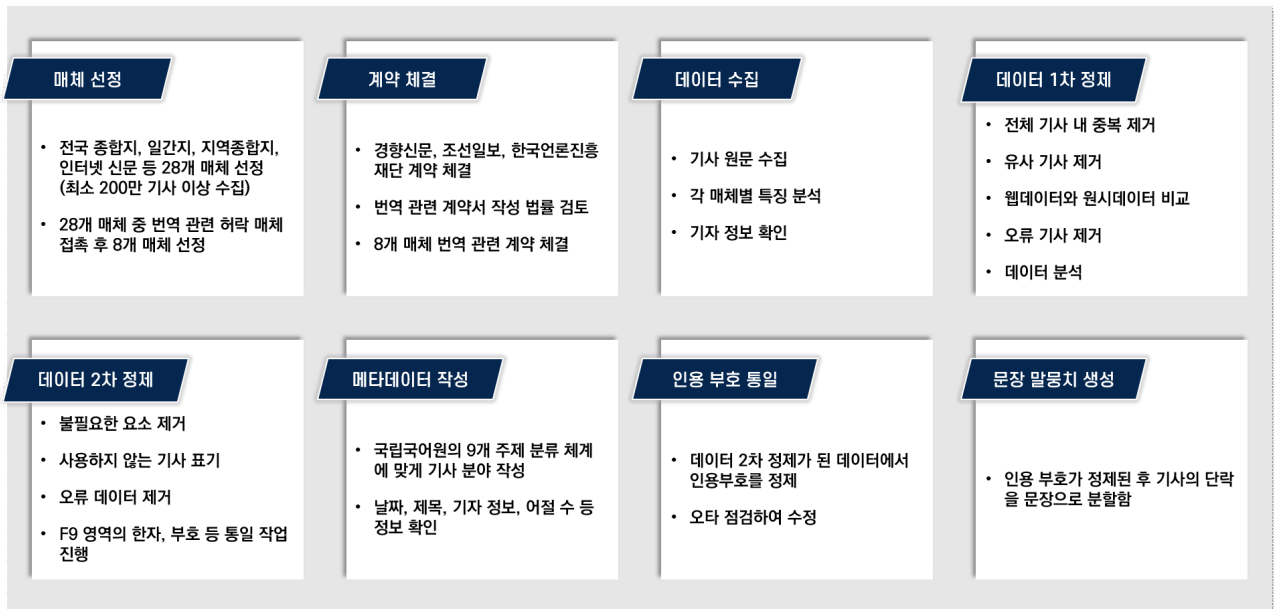 매체 선정
• 전국 종합지, 일간지, 지역종합지,
인터넷 신문 등 28개 매체 선정
(최소 200만 기사 이상 수집)
• 28개 매체 중 번역 관련 허락 매체
접촉 후 8개 매체 선정
계약 체결
• 경향신문, 조선일보, 한국언론진흥
재단 계약 체결
• 번역 관련 계약서 작성 법률 검토
• 8개 매체 번역 관련 계약 체결
데이터 수집
• 기사 원문 수집
• 각 매체별 특징 분석
• 기자 정보 확인
데이터 1차 정제
• 전체 기사 내 중복 제거
• 유사 기사 제거
• 웹데이터와 원시데이터 비교
• 오류 기사 제거
• 데이터 분석
데이터 2차 정제
• 불필요한 요소 제거
• 사용하지 않는 기사 표기
• 오류 데이터 제거
• F9 영역의 한자, 부호 등 통일 작업
진행
메타데이터 작성
• 국립국어원의 9개 주제 분류 체계
에 맞게 기사 분야 작성
• 날짜, 제목, 기자 정보, 어절 수 등
정보 확인
인용 부호 통일
• 데이터 2차 정제가 된 데이터에서
인용부호를 정제
• 오타 점검하여 수정
문장 말뭉치 생성
• 인용 부호가 정제된 후 기사의 단락
을 문장으로 분할함